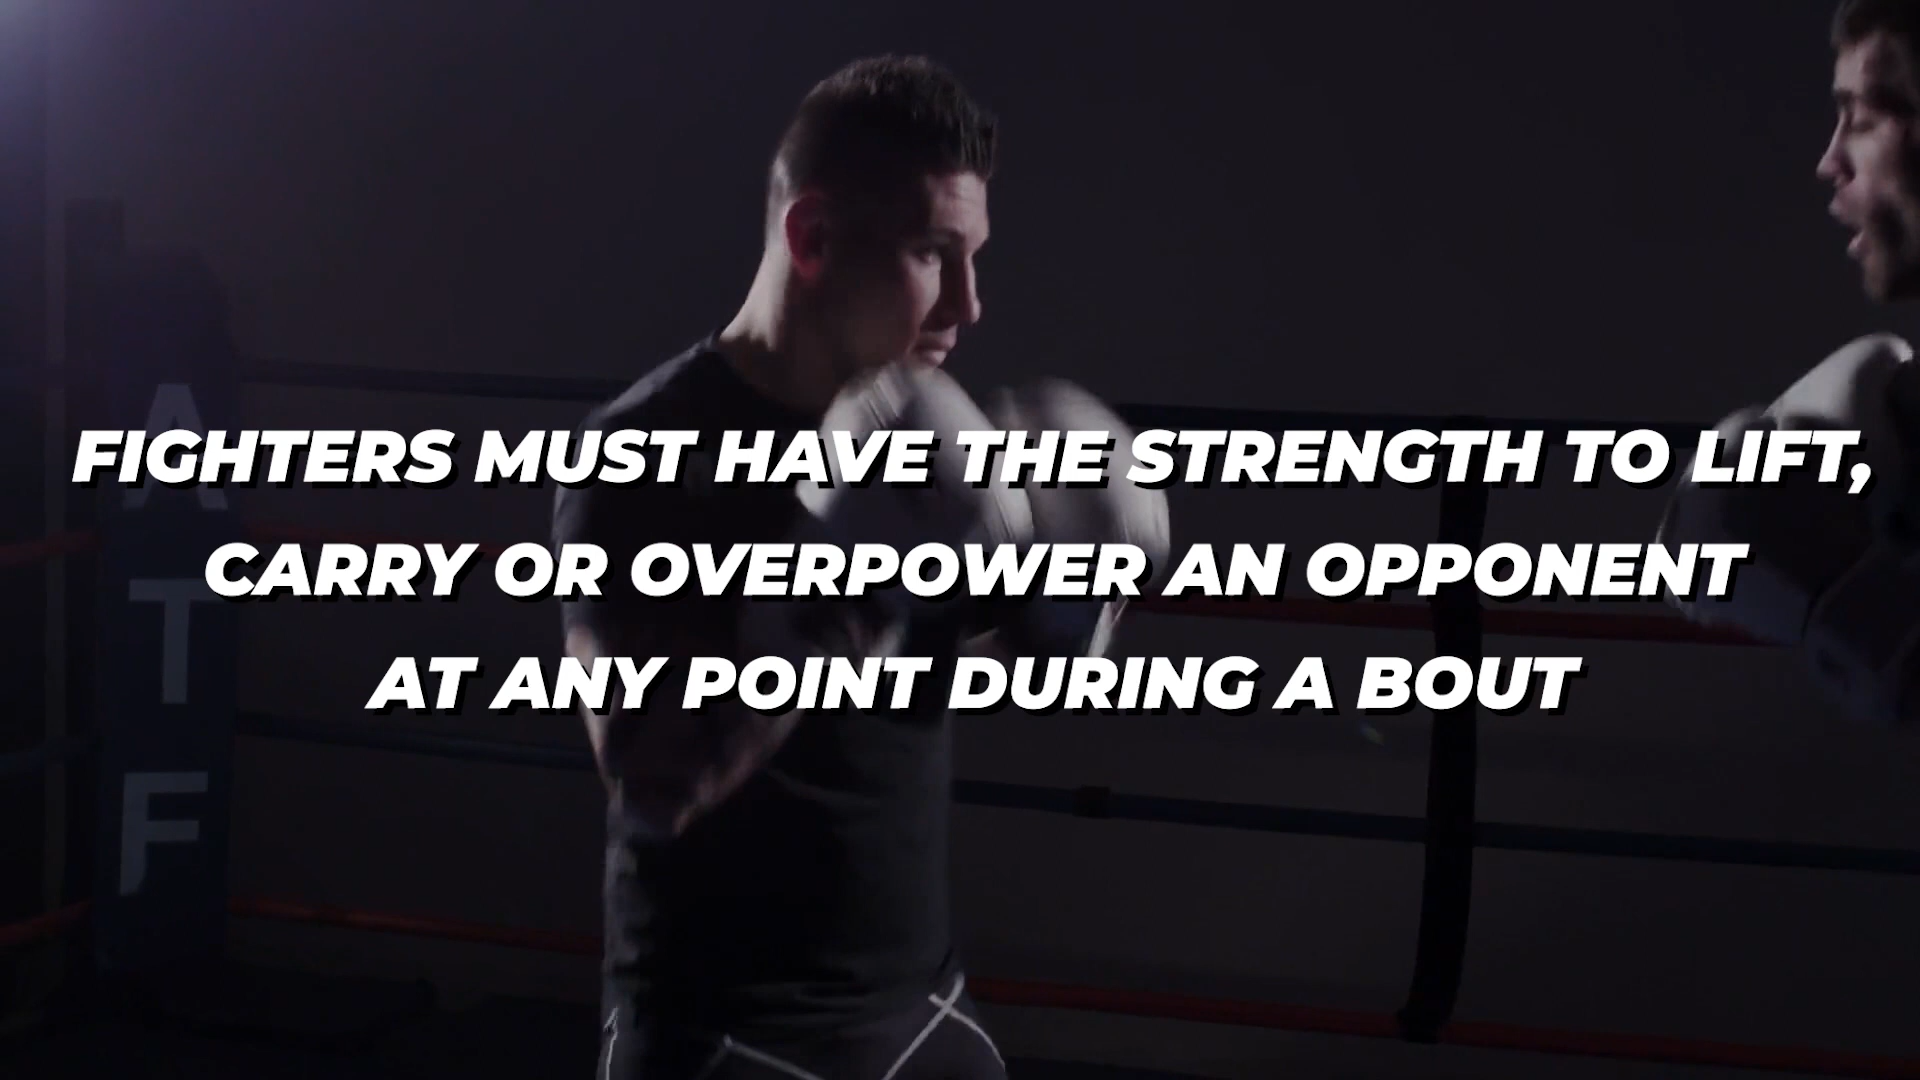 FIGHTERS MUST HAVE THE STRENGTH TO LIFT,
CARRY OR OVERPOWER AN OPPONENT
AT ANY POINT DURING A BOUT
A
T
F